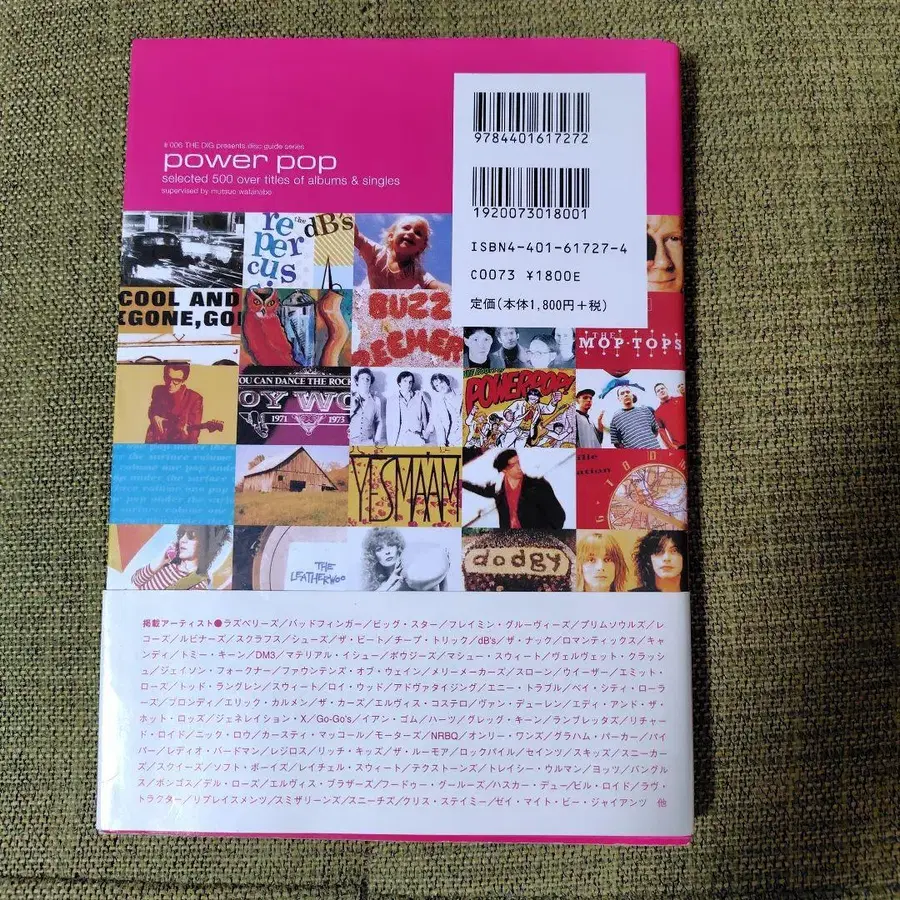 # 006 THE DIG presents disc guide series
power pop
selected 500 over titles of albums & singles
supervised by mutsuo watanabe
9784401617272
1920073018001
ISBN4-401-61727-4
C0073 ¥1800E
定価(本体1,800円+税)
re
per
cus
the dB's
COOL AND
GONE, GO
BUZZ
THE
MOP·TOPS
YOU CAN DANCE THE ROCK
OY WO
1971
1973
POWERPOP!
YES MA'AM
THE
LEATHERWOO
dodgy
掲載アーティスト●ラズベリーズ/バッドフィンガー/ビッグ・スター/フレイミン・グルーヴィーズ/プリムソウルズ/レ
コーズ/ルビナーズ/スクラフス/シューズ/ザ・ビート/チープ・トリック/dB's/ザ・ナック/ロマンティックス/キャ
ンディ/トミー・キーン/DM3/マテリアル・イシュー/ポウジーズ/マシュー・スウィート/ヴェルヴェット・クラッシ
ュ/ジェイソン・フォークナー/ファウンテンズ・オブ・ウェイン/メリーメーカーズ/スローン/ウィーザー/エミット・
ローズ/トッド・ラングレン/スウィート/ロイ・ウッド/アドヴァタイジング/エニー・トラブル/ベイ・シティ・ローラ
ーズ/ブロンディ/エリック・カルメン/ザ・カーズ/エルヴィス・コステロ/ヴァン・デューレン/エディ・アンド・ザ・
ホット・ロッズ/ジェネレイション・X/Go-Go's/イアン・ゴム/ハーツ/グレッグ・キーン/ランブレッタズ/リチャー
ド・ロイド/ニック・ロウ/カースティ・マッコール/モーターズ/NRBQ/オンリー・ワンズ/グラハム・パーカー/パイ
パー/レディオ・バードマン/レジロス/リッチ・キッズ/ザ・ルーモア/ロックパイル/セインツ/スキッズ/スニーカー
ズ/スクイーズ/ソフト・ボーイズ/レイチェル・スウィート/テクストーンズ/トレイシー・ウルマン/ヨッツ/バングル
ス/ボンゴス/デル・ローズ/エルヴィス・ブラザーズ/フードゥー・グルーズ/ハスカー・デュー/ビル・ロイド/ラヴ・
トラクター/リプレイスメンツ/スミザリーンズ/スニーチズ/クリス・ステイミー/ゼイ・マイト・ビー・ジャイアンツ 他